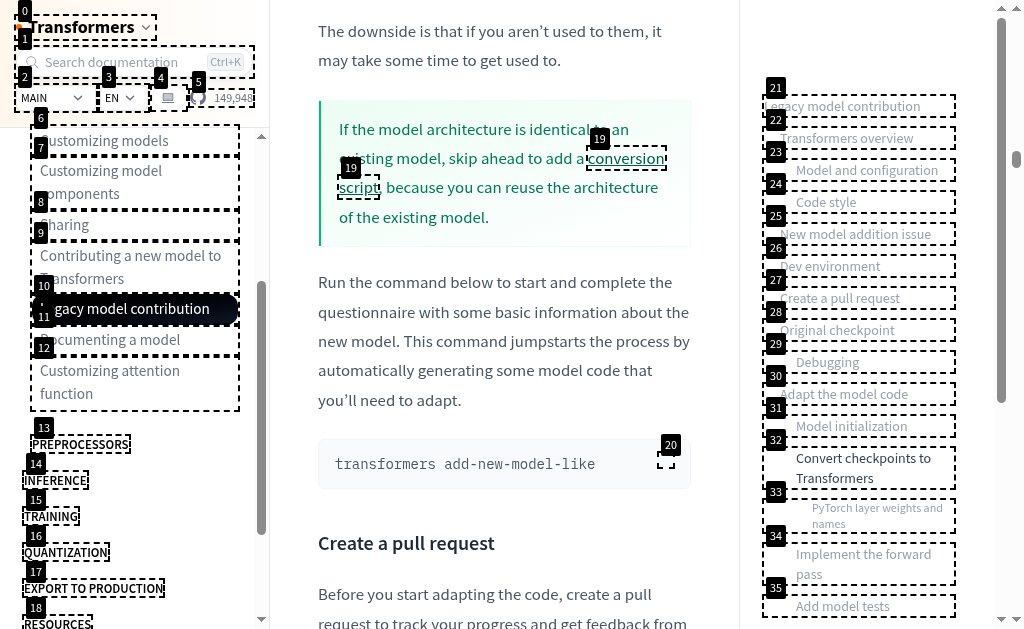 0
Transformers
1
Search documentation Ctrl+K
2 3 4 5
MAIN EN 149,948
6
Customizing models
7
Customizing model
components
8
Sharing
9
Contributing a new model to
Transformers
10
Legacy model contribution
11
Documenting a model
12
Customizing attention
function
13
PREPROCESSORS
14
INFERENCE
15
TRAINING
16
QUANTIZATION
17
EXPORT TO PRODUCTION
18
RESOURCES
The downside is that if you aren’t used to them, it
may take some time to get used to.
If the model architecture is identical to an
19
existing model, skip ahead to add a conversion
19
script, because you can reuse the architecture
of the existing model.
Run the command below to start and complete the
questionnaire with some basic information about the
new model. This command jumpstarts the process by
automatically generating some model code that
you’ll need to adapt.
20
transformers add-new-model-like
Create a pull request
Before you start adapting the code, create a pull
request to track your progress and get feedback from
21
Legacy model contribution
22
Transformers overview
23
Model and configuration
24
Code style
25
New model addition issue
26
Dev environment
27
Create a pull request
28
Original checkpoint
29
Debugging
30
Adapt the model code
31
Model initialization
32
Convert checkpoints to
Transformers
33
PyTorch layer weights and
names
34
Implement the forward
pass
35
Add model tests